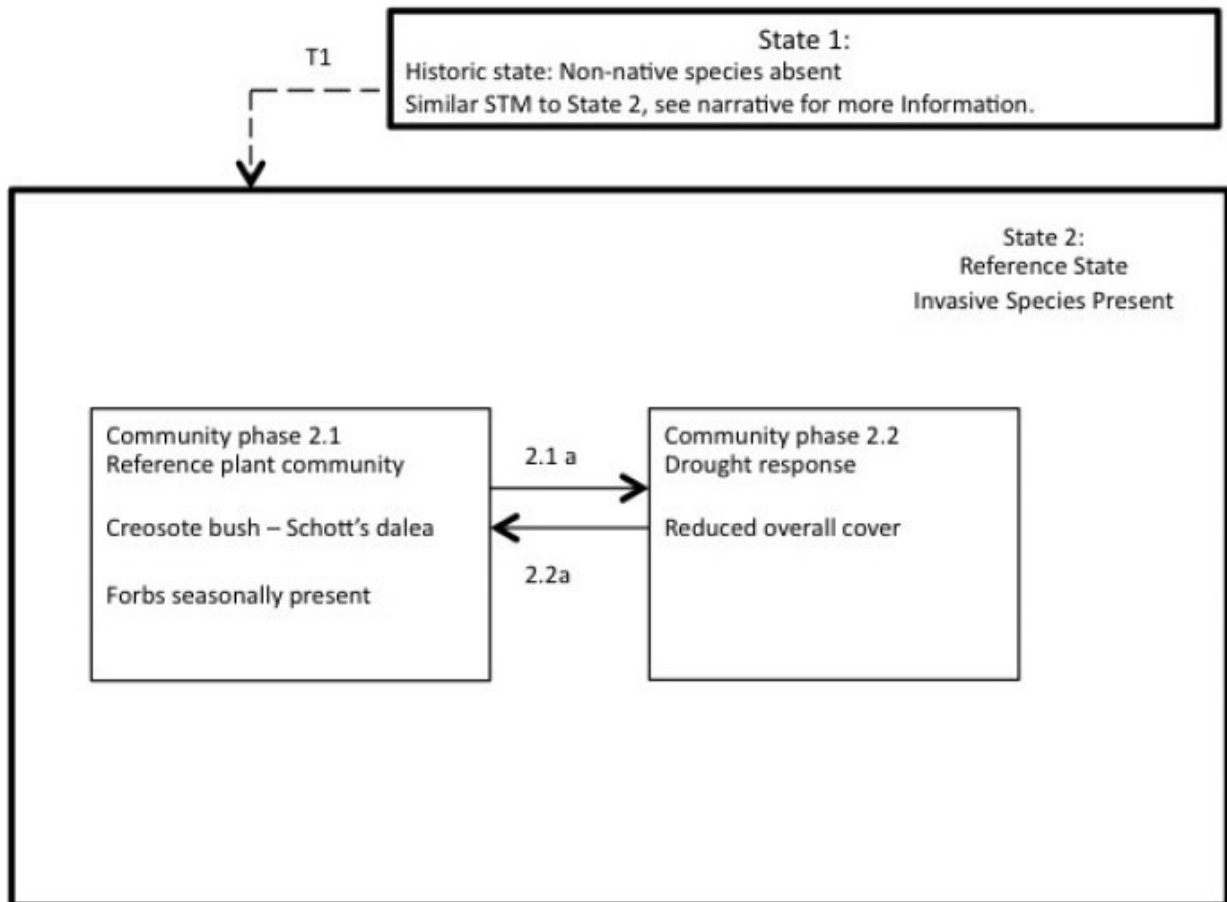 T1
State 1:
Historic state: Non-native species absent
Similar STM to State 2, see narrative for more Information.
State 2:
Reference State
Invasive Species Present
Community phase 2.1
Reference plant community
Creosote bush – Schott's dalea
Forbs seasonally present
2.1 a
2.2a
Community phase 2.2
Drought response
Reduced overall cover